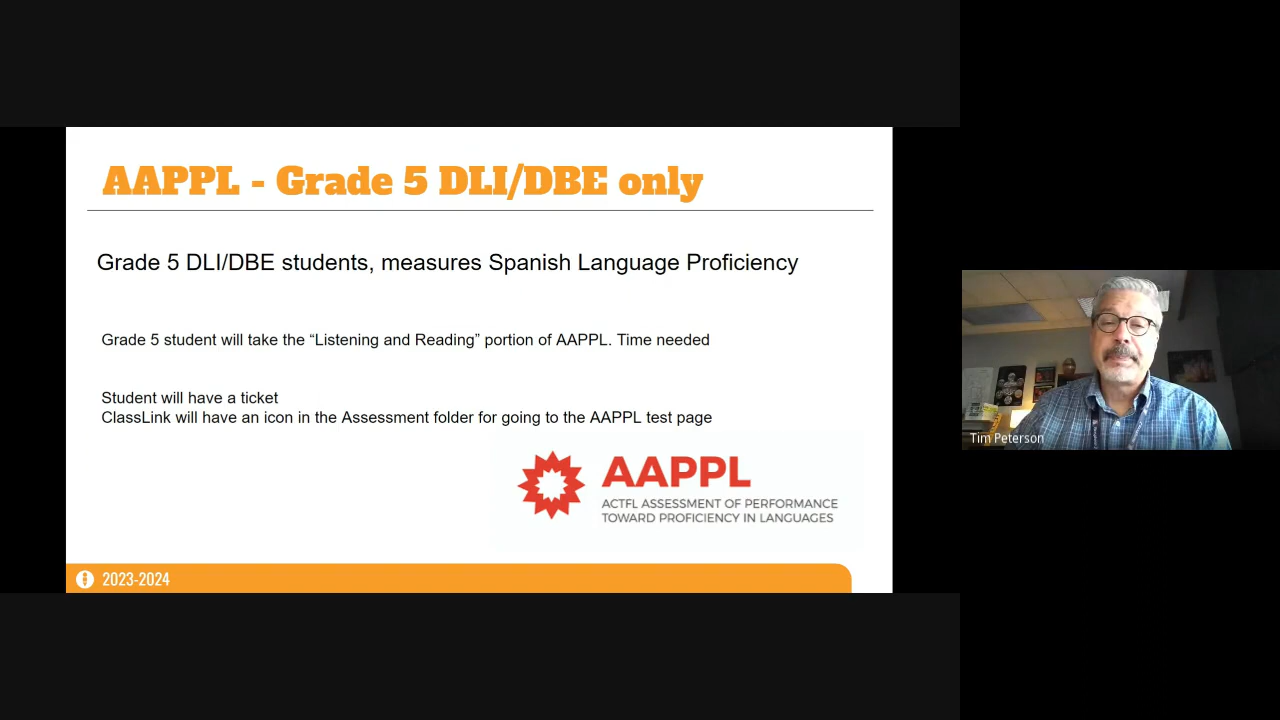 AAPPL - Grade 5 DLI/DBE only
Grade 5 DLI/DBE students, measures Spanish Language Proficiency
Grade 5 student will take the “Listening and Reading” portion of AAPPL. Time needed
Student will have a ticket
ClassLink will have an icon in the Assessment folder for going to the AAPPL test page
AAPPL
ACTFL ASSESSMENT OF PERFORMANCE
TOWARD PROFICIENCY IN LANGUAGES
2023-2024
Tim Peterson